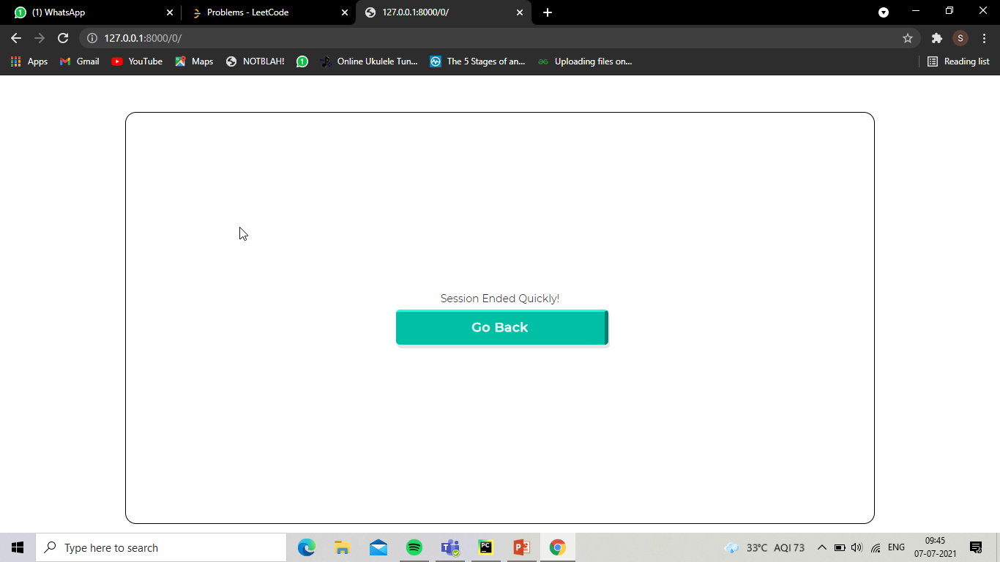 (1) WhatsApp
Problems - LeetCode
127.0.0.1:8000/0/
127.0.0.1:8000/0/
S
Apps
Gmail
YouTube
Maps
NOTBLAH!
1
Online Ukulele Tun...
The 5 Stages of an...
Uploading files on...
Reading list
Session Ended Quickly!
Go Back
Type here to search
PC
33°C AQI 73
ENG
09:45
07-07-2021